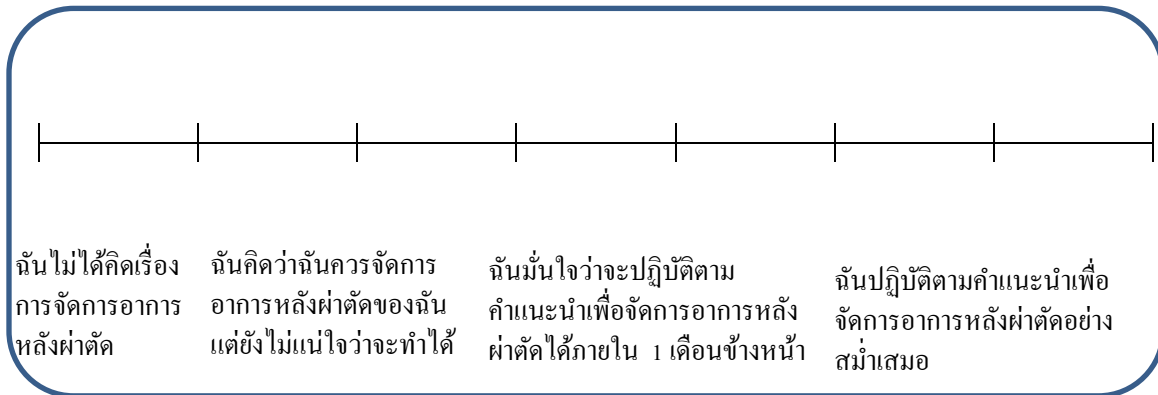 ฉันไม่ได้คิดเรื่อง
การจัดการอาการ
หลังผ่าตัด
ฉันคิดว่าฉันควรจัดการ
อาการหลังผ่าตัดของฉัน
แต่ยังไม่แน่ใจว่าจะทำได้
ฉันมั่นใจว่าจะปฏิบัติตาม
คำแนะนำเพื่อจัดการอาการหลัง
ผ่าตัดได้ภายใน 1 เดือนข้างหน้า
ฉันปฏิบัติตามคำแนะนำเพื่อ
จัดการอาการหลังผ่าตัดอย่าง
สม่ำเสมอ